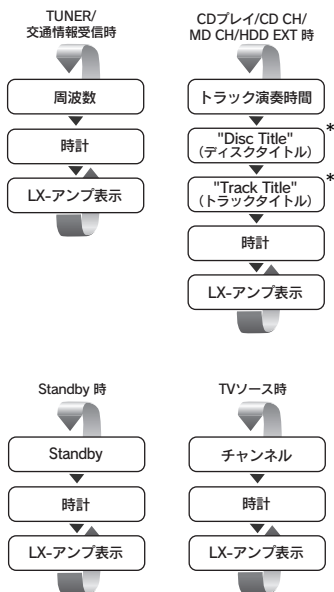 TUNER/
交通情報受信時
周波数
時計
LX-アンプ表示
CDプレイ/CD CH/
MD CH/HDD EXT 時
トラック演奏時間
"Disc Title" *
（ディスクタイトル）
"Track Title" *
（トラックタイトル）
時計
LX-アンプ表示
Standby 時
Standby
時計
LX-アンプ表示
TVソース時
チャンネル
時計
LX-アンプ表示